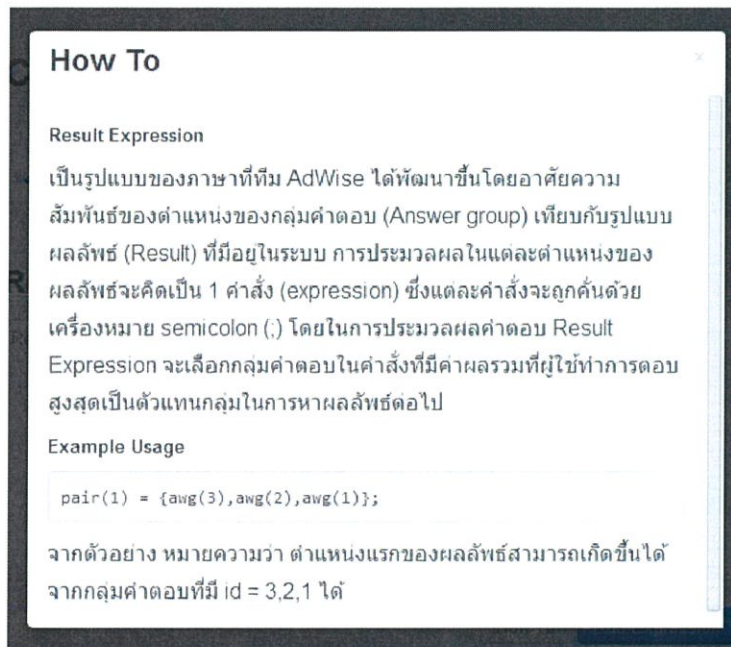 How To
×
Result Expression
เป็นรูปแบบของภาษาที่ทีม AdWise ได้พัฒนาขึ้นโดยอาศัยความ
สัมพันธ์ของตำแหน่งของกลุ่มคำตอบ (Answer group) เทียบกับรูปแบบ
ผลลัพธ์ (Result) ที่มีอยู่ในระบบ การประมวลผลในแต่ละตำแหน่งของ
ผลลัพธ์จะคิดเป็น 1 คำสั่ง (expression) ซึ่งแต่ละคำสั่งจะถูกคั่นด้วย
เครื่องหมาย semicolon (;) โดยในการประมวลผลคำตอบ Result
Expression จะเลือกกลุ่มคำตอบในคำสั่งที่มีค่าผลรวมที่ผู้ใช้ทำการตอบ
สูงสุดเป็นตัวแทนกลุ่มในการหาผลลัพธ์ต่อไป
Example Usage
pair(1) = {awg(3),awg(2),awg(1)};
จากตัวอย่าง หมายความว่า ตำแหน่งแรกของผลลัพธ์สามารถเกิดขึ้นได้
จากกลุ่มคำตอบที่มี id = 3,2,1 ได้